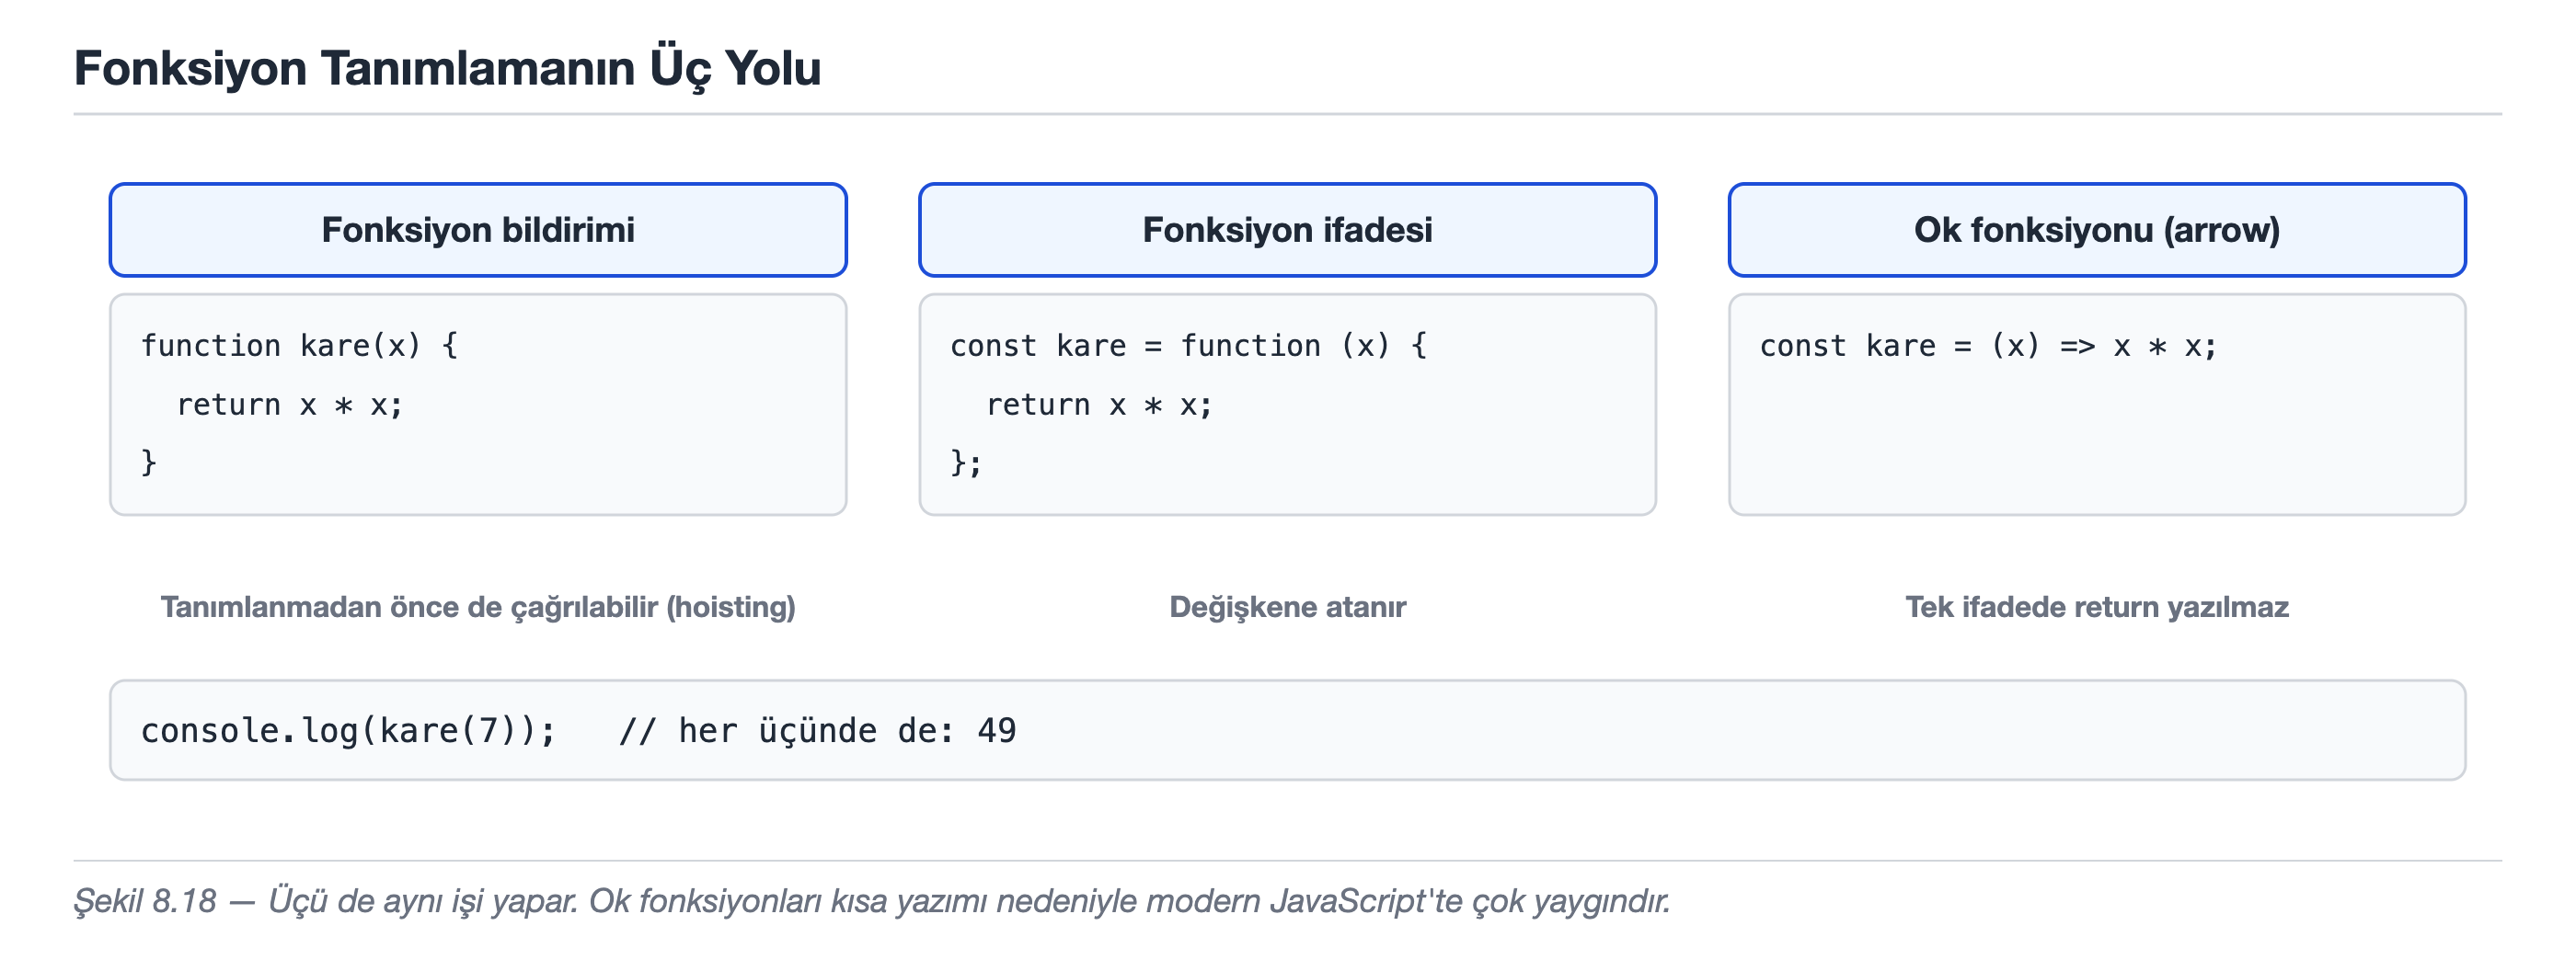 Fonksiyon Tanımlamanın Üç Yolu
Fonksiyon bildirimi
function kare(x) {
  return x * x;
}
Tanımlanmadan önce de çağrılabilir (hoisting)
Fonksiyon ifadesi
const kare = function (x) {
  return x * x;
};
Değişkene atanır
Ok fonksiyonu (arrow)
const kare = (x) => x * x;
Tek ifadede return yazılmaz
console.log(kare(7));   // her üçünde de: 49
Şekil 8.18 — Üçü de aynı işi yapar. Ok fonksiyonları kısa yazımı nedeniyle modern JavaScript'te çok yaygındır.